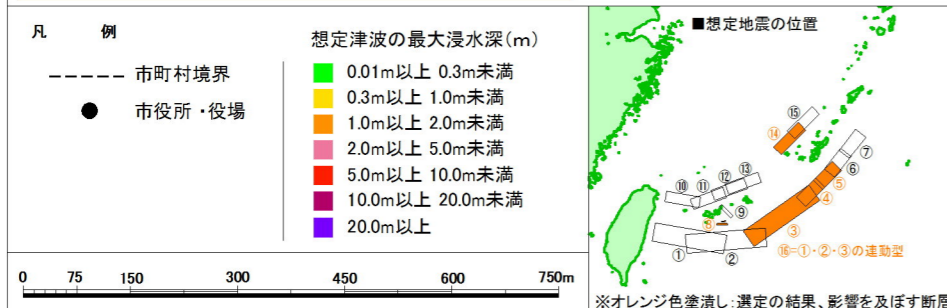 凡 例
市町村境界
市役所・役場
想定津波の最大浸水深(m)
0.01m以上 0.3m未満
0.3m以上 1.0m未満
1.0m以上 2.0m未満
2.0m以上 5.0m未満
5.0m以上 10.0m未満
10.0m以上 20.0m未満
20.0m以上
0 75 150 300 450 600 750m
■想定地震の位置
⑮
⑭
⑦
⑥
⑤
④
⑬
⑫
⑪
⑩
⑨
⑧
③
①
②
⑯=①・②・③の連動型
※オレンジ色塗潰し:選定の結果、影響を及ぼす断層